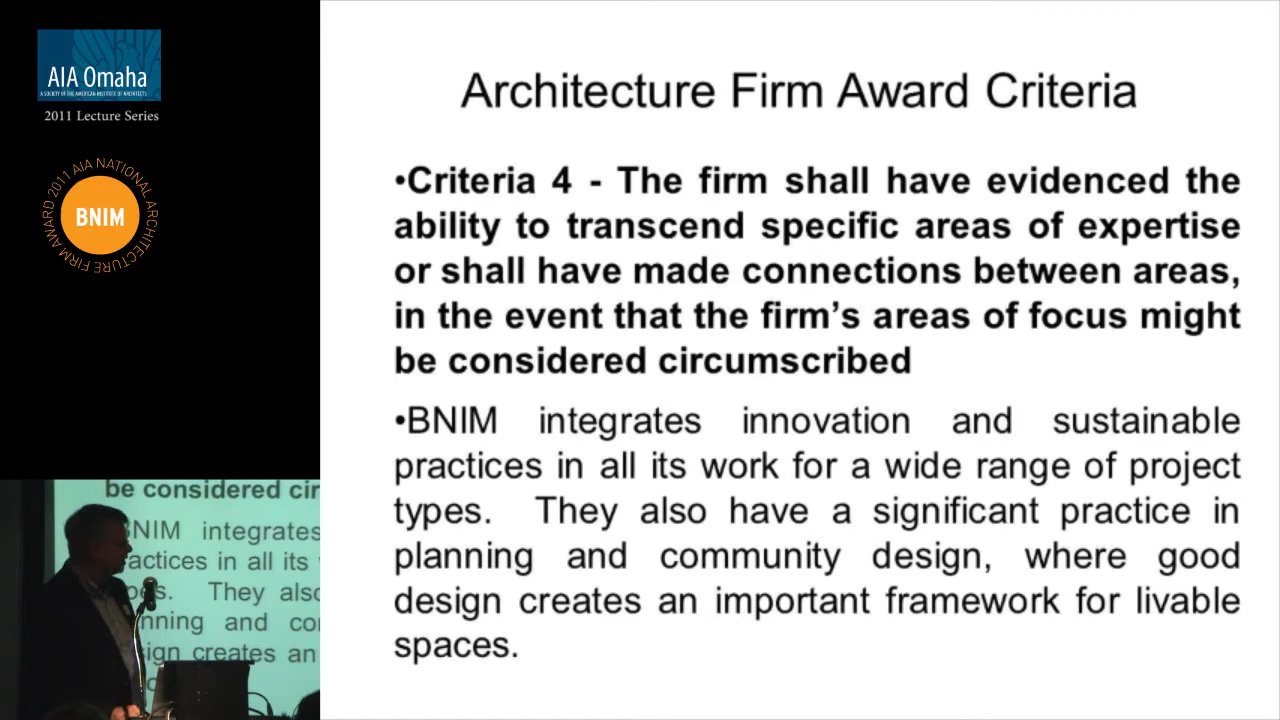 AIA Omaha
A SOCIETY OF THE AMERICAN INSTITUTE OF ARCHITECTS
2011 Lecture Series
2011 AIA NATIONAL ARCHITECTURE FIRM AWARD
BNIM
Architecture Firm Award Criteria
•Criteria 4 - The firm shall have evidenced the
ability to transcend specific areas of expertise
or shall have made connections between areas,
in the event that the firm’s areas of focus might
be considered circumscribed
•BNIM integrates innovation and sustainable
practices in all its work for a wide range of project
types.  They also have a significant practice in
planning and community design, where good
design creates an important framework for livable
spaces.
be considered cir
BNIM integrates
actices in all its
pes. They also
nning and co
sign creates an